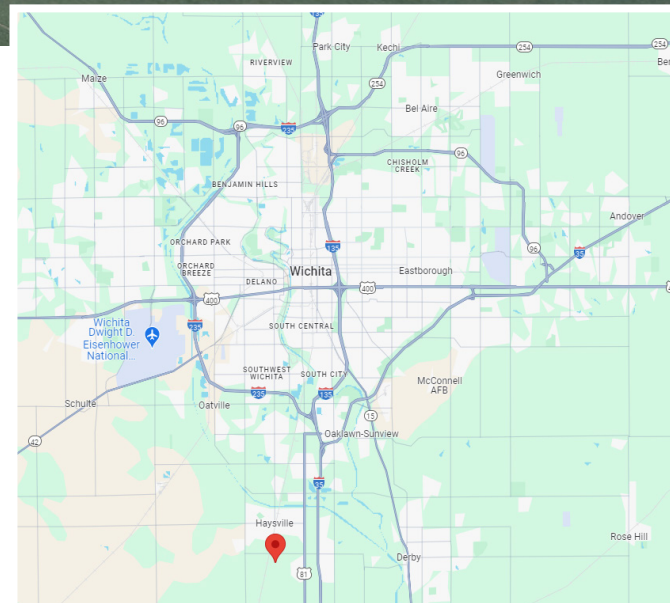 135
Park City
Kechi
254
254
Ber
RIVERVIEW
Greenwich
Maize
254
Bel Aire
96
96
235
96
CHISHOLM
CREEK
BENJAMIN HILLS
Andover
ORCHARD PARK
135
96
35
ORCHARD
BREEZE
Wichita
Eastborough
DELANO
400
400
Wichita
Dwight D.
Eisenhower
National...
235
SOUTH CENTRAL
SOUTHWEST
WICHITA
SOUTH CITY
McConnell
AFB
235
135
Schulte
Oatville
15
42
Oaklawn-Sunview
35
Haysville
Rose Hill
Derby
81